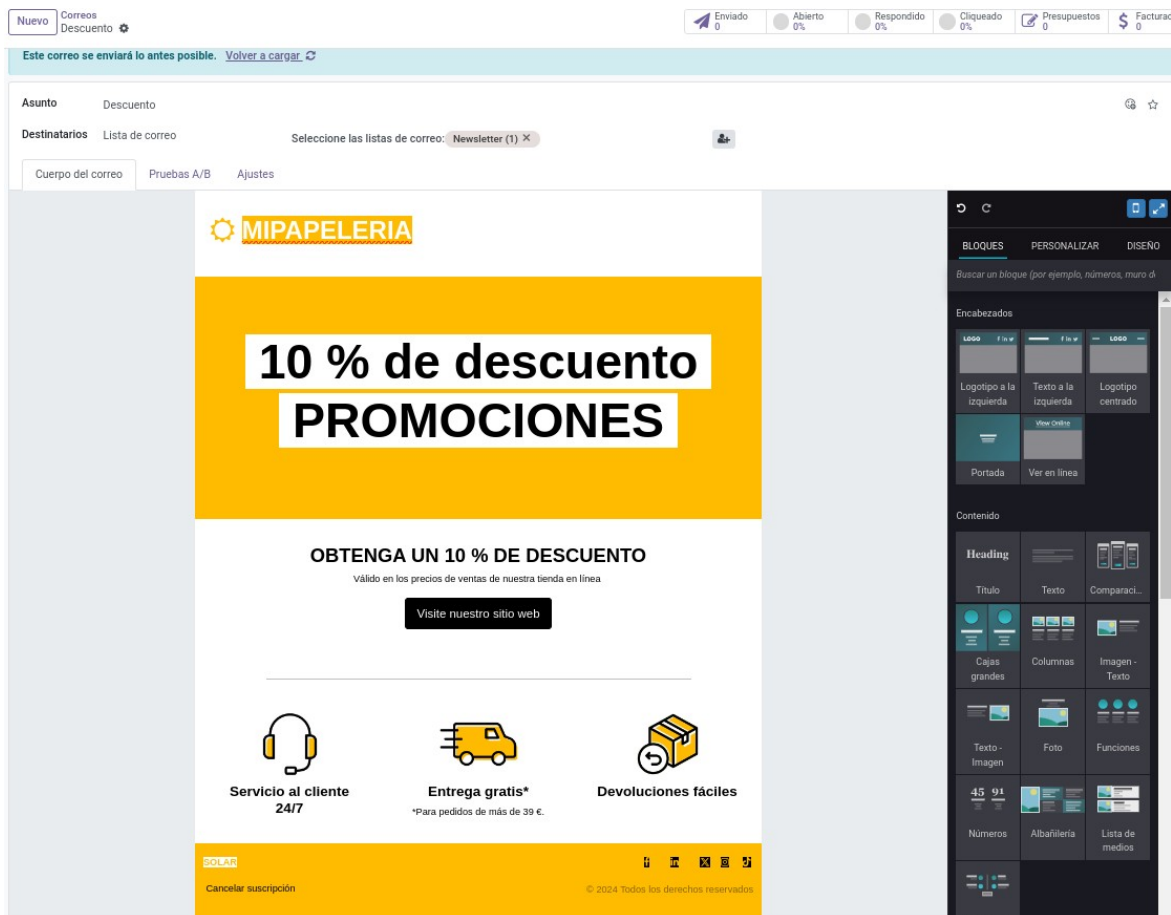 Nuevo
Correos
Descuento
Enviado
0
Abierto
0%
Respondido
0%
Cliqueado
0%
Presupuestos
0
Facturad
0
Este correo se enviará lo antes posible. Volver a cargar
Asunto Descuento
Destinatarios Lista de correo Seleccione las listas de correo: Newsletter (1) ×
Cuerpo del correo Pruebas A/B Ajustes
MIPAPELERIA
10 % de descuento
PROMOCIONES
OBTENGA UN 10 % DE DESCUENTO
Válido en los precios de ventas de nuestra tienda en línea
Visite nuestro sitio web
Servicio al cliente
24/7
Entrega gratis*
*Para pedidos de más de 39 €.
Devoluciones fáciles
SOLAR
Cancelar suscripción
© 2024 Todos los derechos reservados
BLOQUES PERSONALIZAR DISEÑO
Buscar un bloque (por ejemplo, números, muro d
Encabezados
LOGO
LOGO
Logotipo a la
izquierda
Texto a la
izquierda
Logotipo
centrado
View Online
Portada
Ver en línea
Contenido
Heading
Título
Texto
Comparaci...
Cajas
grandes
Columnas
Imagen -
Texto
Texto -
Imagen
Foto
Funciones
45 91
Números
Albañilería
Lista de
medios